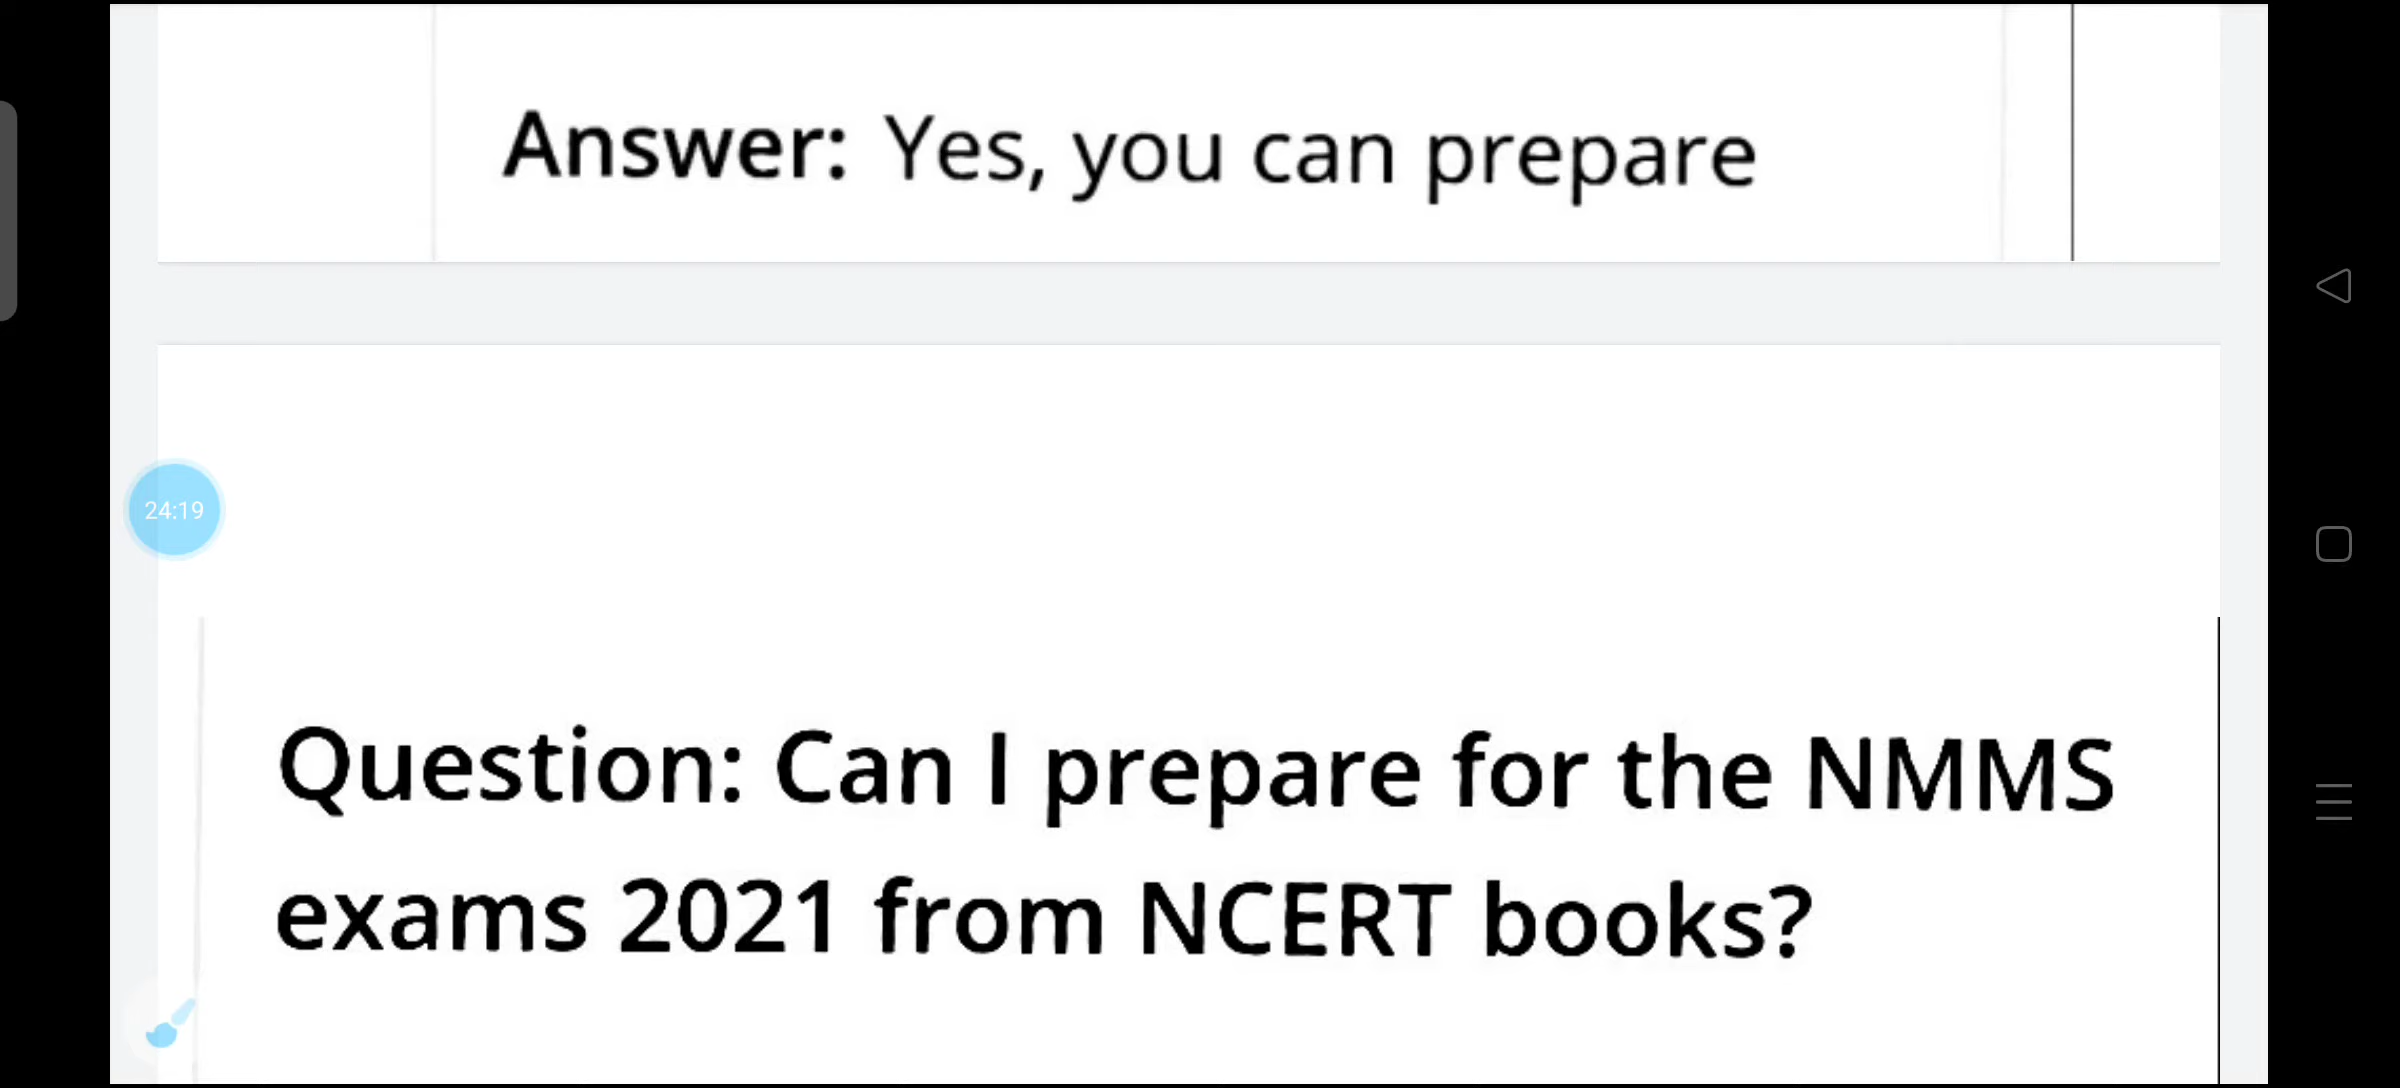 Answer: Yes, you can prepare
24:19
Question: Can I prepare for the NMMS
exams 2021 from NCERT books?